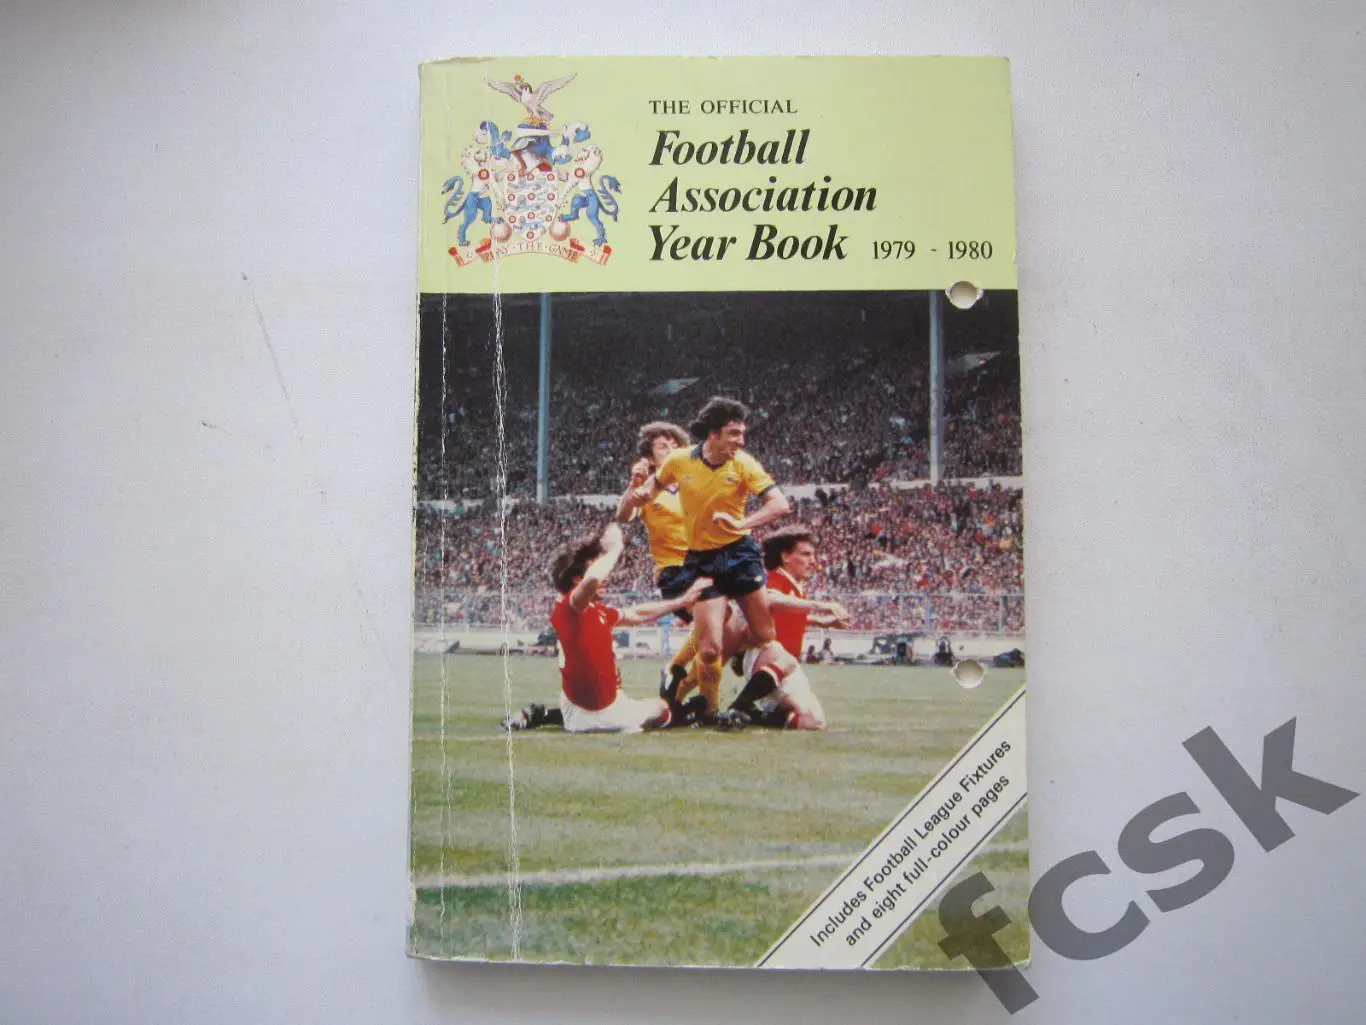 THE OFFICIAL
Football
Association
Year Book 1979 - 1980
PLAY · THE · GAME
Includes Football League Fixtures
and eight full-colour pages
fcsk